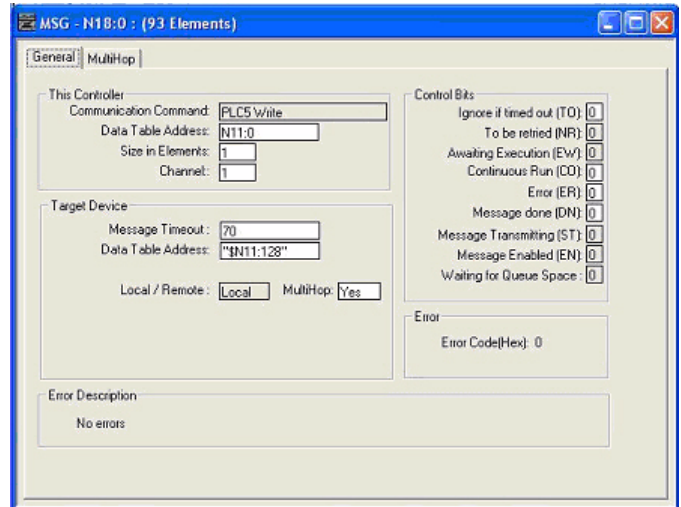 MSG - N18:0 : (93 Elements)
General MultiHop
This Controller
Communication Command: PLC5 Write
Data Table Address: N11:0
Size in Elements: 1
Channel: 1
Target Device
Message Timeout : 70
Data Table Address: "$N11:128"
Local / Remote : Local MultiHop: Yes
Control Bits
Ignore if timed out (TO): 0
To be retried (NR): 0
Awaiting Execution (EW): 0
Continuous Run (CO): 0
Error (ER): 0
Message done (DN): 0
Message Transmitting (ST): 0
Message Enabled (EN): 0
Waiting for Queue Space : 0
Error
Error Code(Hex): 0
Error Description
No errors